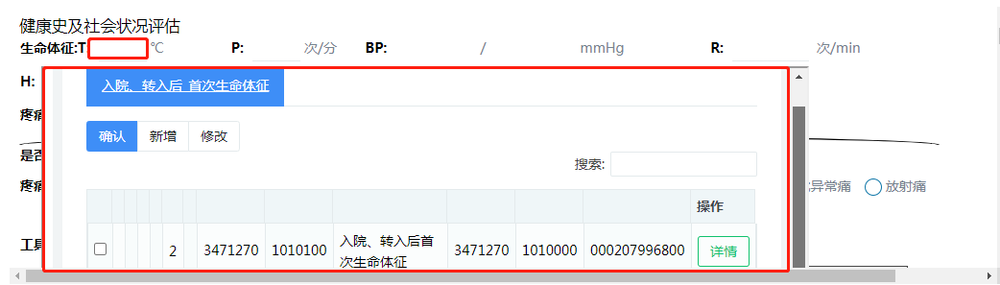 健康史及社会状况评估
生命体征:T ℃ P: 次/分 BP: / mmHg R: 次/min
H:
入院、转入后 首次生命体征
疼痛
确认 新增 修改
是否
搜索:
疼痛 异常痛 放射痛
操作
工具
2 3471270 1010100 入院、转入后首次生命体征 3471270 1010000 000207996800 详情